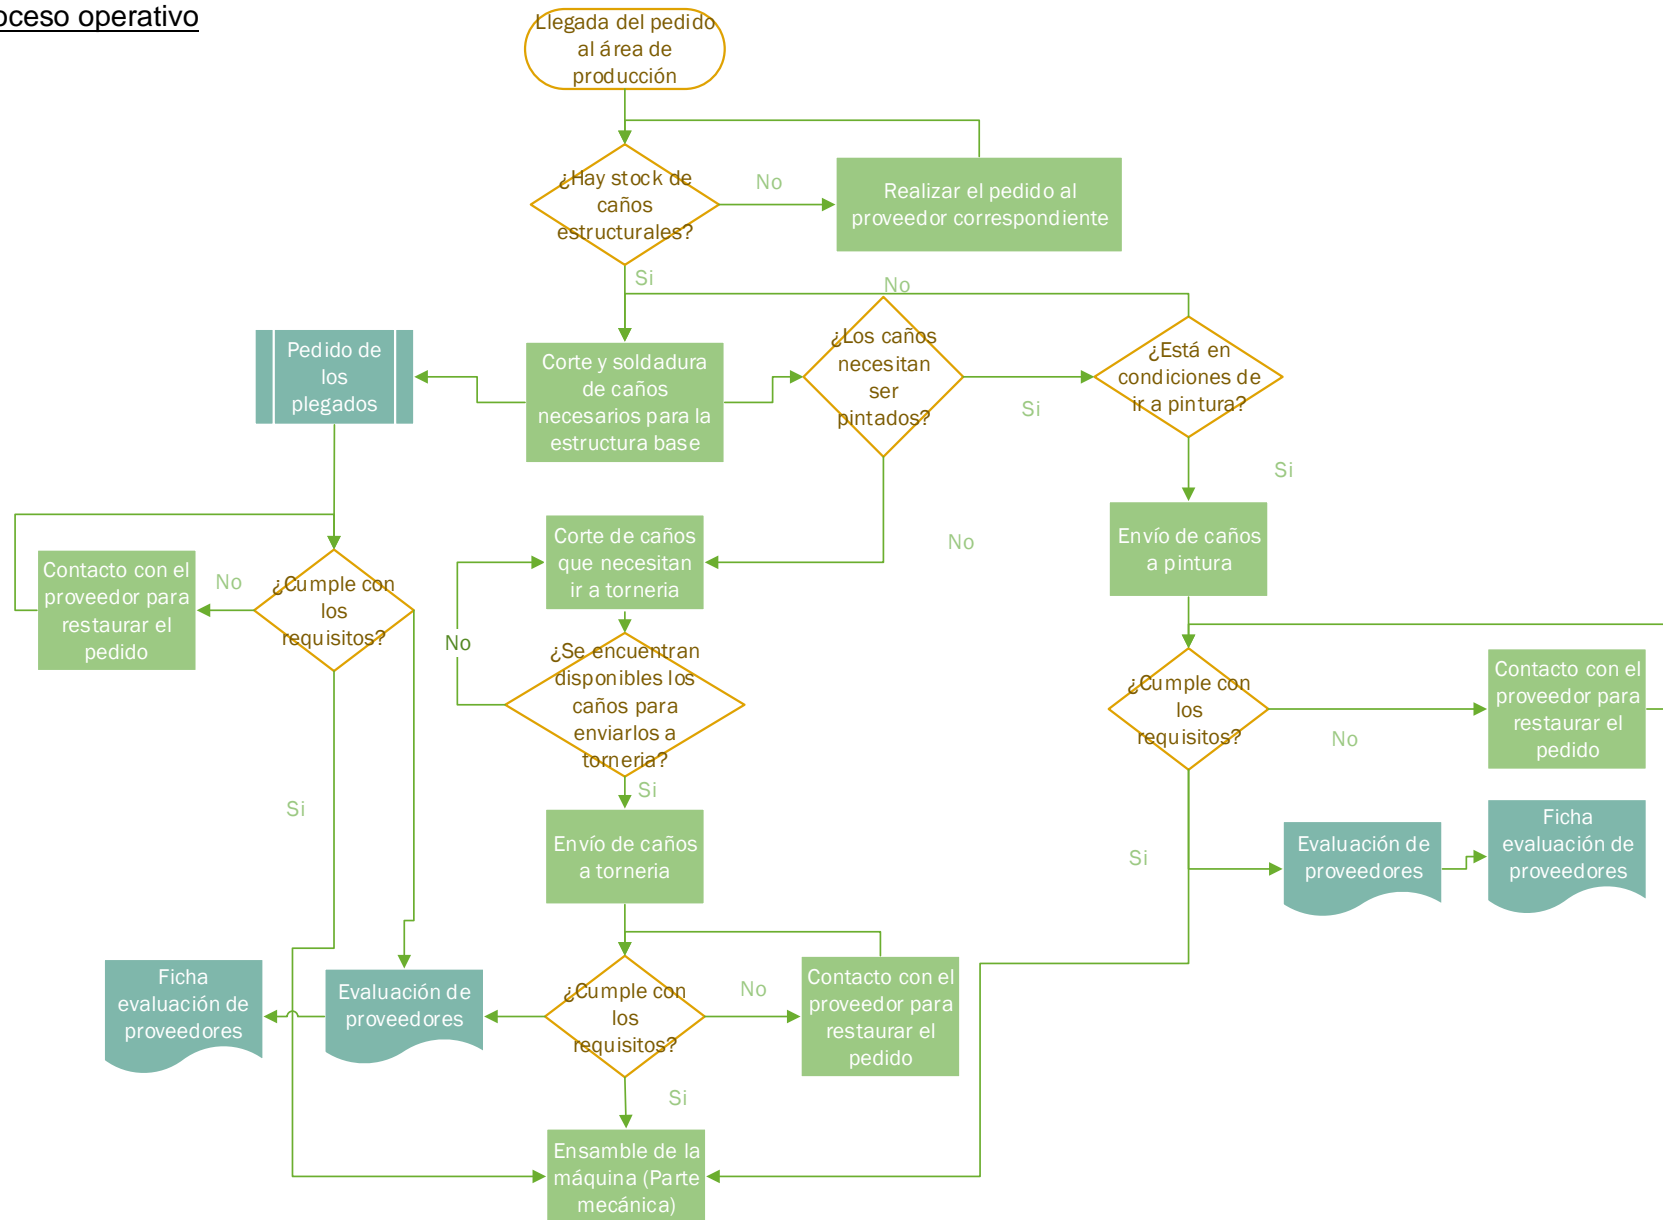 oceso operativo
Llegada del pedido
al área de
producción
¿Hay stock de
caños
estructurales?
No
Realizar el pedido al
proveedor correspondiente
Si
No
Pedido de
los
plegados
Corte y soldadura
de caños
necesarios para la
estructura base
¿Los caños
necesitan
ser
pintados?
Si
¿Está en
condiciones de
ir a pintura?
Si
Contacto con el
proveedor para
restaurar el
pedido
No
¿Cumple con
los
requisitos?
Corte de caños
que necesitan
ir a torneria
No
Envío de caños
a pintura
No
¿Se encuentran
disponibles los
caños para
enviarlos a
torneria?
Si
¿Cumple con
los
requisitos?
No
Contacto con el
proveedor para
restaurar el
pedido
Si
Envío de caños
a torneria
Si
Evaluación de
proveedores
Ficha
evaluación de
proveedores
Ficha
evaluación de
proveedores
Evaluación de
proveedores
¿Cumple con
los
requisitos?
No
Contacto con el
proveedor para
restaurar el
pedido
Si
Ensamble de la
máquina (Parte
mecánica)